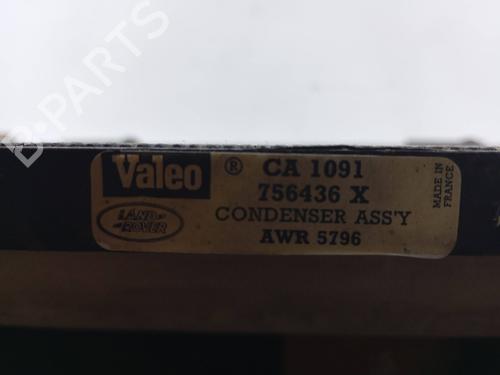 B-PARTS
Valeo ® CA 1091
756436 X
LAND-ROVER
CONDENSER ASS'Y
AWR 5796
MADE IN FRANCE